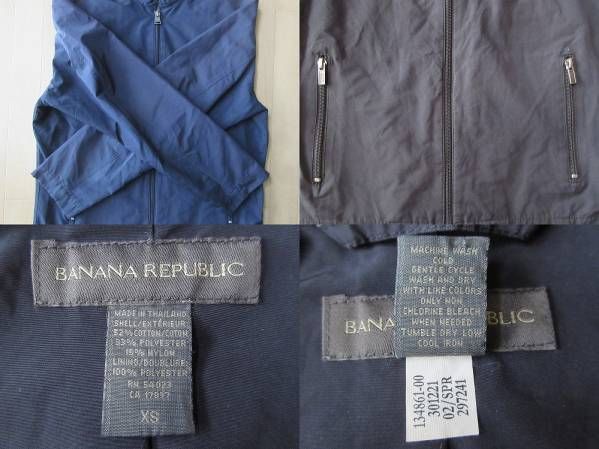 BANANA REPUBLIC
MADE IN THAILAND
SHELL/EXTÉRIEUR
52% COTTON/COTON
33% POLYESTER
15% NYLON
LINING/DOUBLURE:
100% POLYESTER
RN 54023
CA 17897
XS
MACHINE WASH
COLD
GENTLE CYCLE
WASH AND DRY
WITH LIKE COLORS
ONLY NON
CHLORIKE BLEACH
WHEN NEEDED
TUMBLE DRY LOW
COOL IRON
BANA REPUBLIC
134861-00
301221
02/SPR
297241